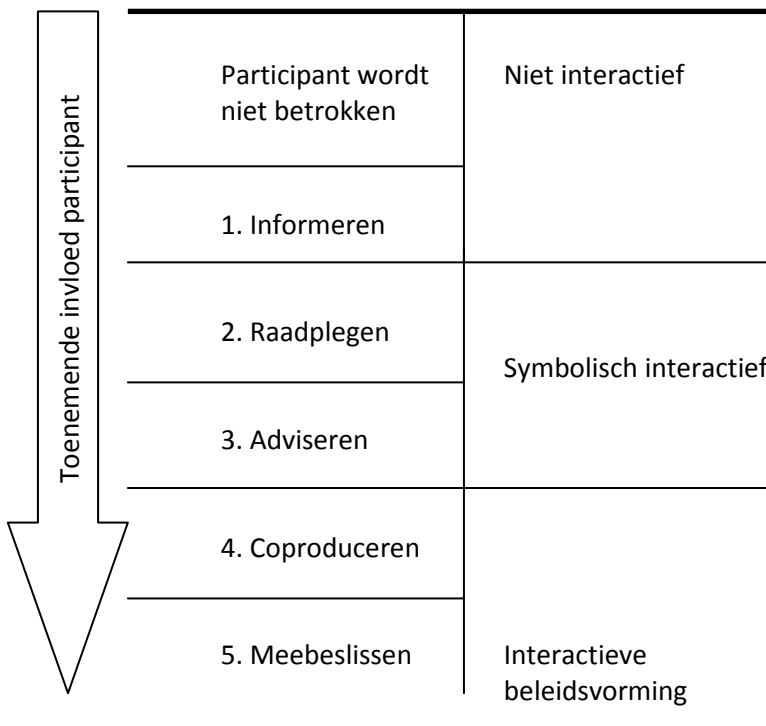 Toenemende invloed participant
Participant wordt
niet betrokken
Niet interactief
1. Informeren
2. Raadplegen
Symbolisch interactief
3. Adviseren
4. Coproduceren
5. Meebeslissen
Interactieve
beleidsvorming